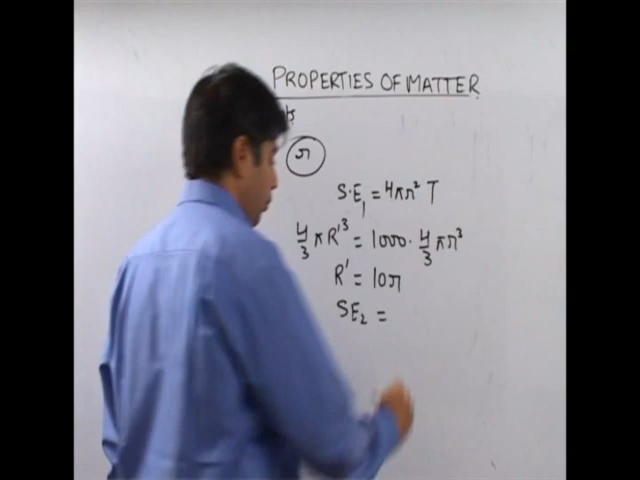 PROPERTIES OF MATTER
r
S.E₁ = 4πr² T
4/3 πR'³ = 1000 · 4/3 πr³
R' = 10r
SE₂ =